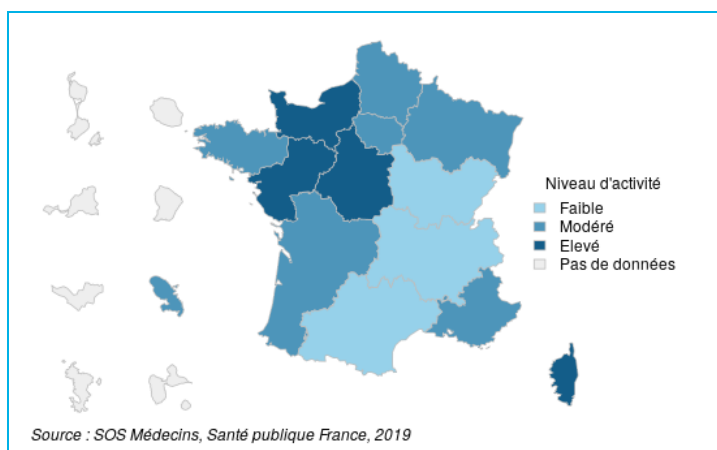 Niveau d'activité
Faible
Modéré
Elevé
Pas de données
Source : SOS Médecins, Santé publique France, 2019